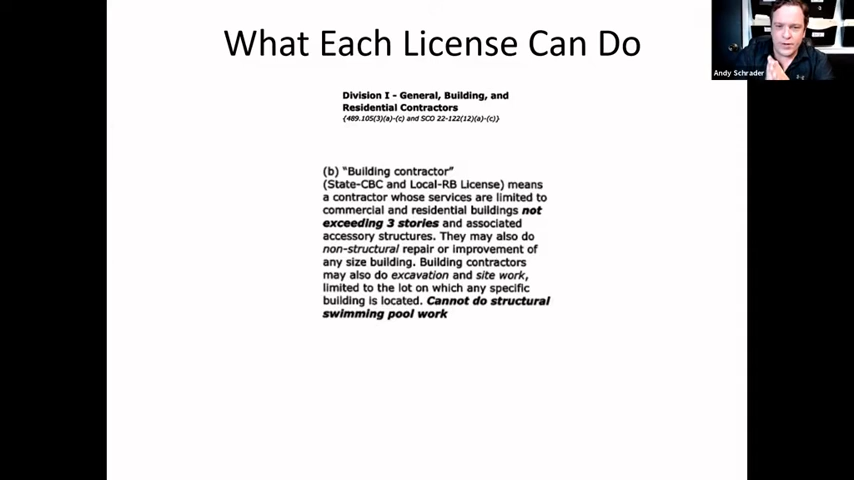 What Each License Can Do
Andy Schrader
Division I - General, Building, and
Residential Contractors
{489.105(3)(a)-(c) and SCO 22-122(12)(a)-(c)}
(b) "Building contractor"
(State-CBC and Local-RB License) means
a contractor whose services are limited to
commercial and residential buildings not
exceeding 3 stories and associated
accessory structures. They may also do
non-structural repair or improvement of
any size building. Building contractors
may also do excavation and site work,
limited to the lot on which any specific
building is located. Cannot do structural
swimming pool work